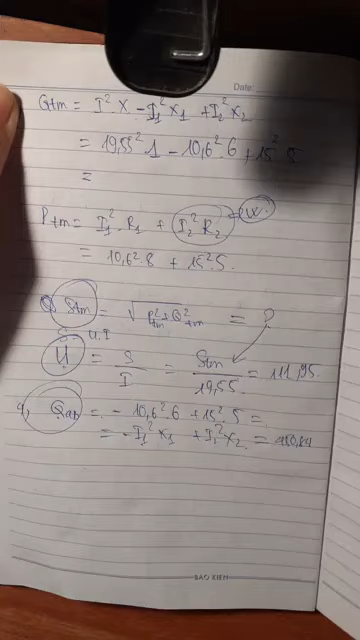 Date:
Qtm = I² X - I₁² X₁ + I₂² X₂
= 19,55² 1 - 10,6² 6 + 15² 5
=
Ptm = I₁² . R₁ + I₂² R₂ W.
= 10,6² 8 + 15² 5.
Stm = √P²tm + Q²tm = ?
S = U.I
U = S/I = Stm/19,55 = 111,95.
Qab = - 10,6² . 6 + 15² . 5 =
= - I₁² X₁ + I₂² X₂ =
BAO KIEN